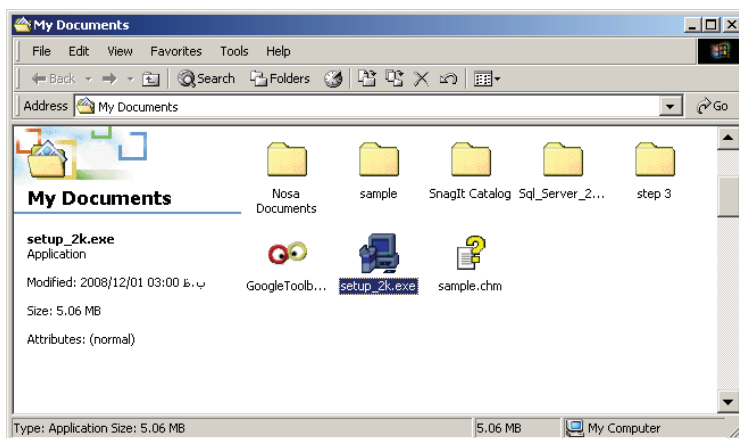 My Documents
File Edit View Favorites Tools Help
Back Search Folders
Address My Documents Go
My Documents
setup_2k.exe
Application
Modified: 2008/12/01 03:00 ب.ظ
Size: 5.06 MB
Attributes: (normal)
Nosa Documents
sample
SnagIt Catalog
Sql_Server_2...
step 3
GoogleToolb...
setup_2k.exe
sample.chm
Type: Application Size: 5.06 MB 5.06 MB My Computer